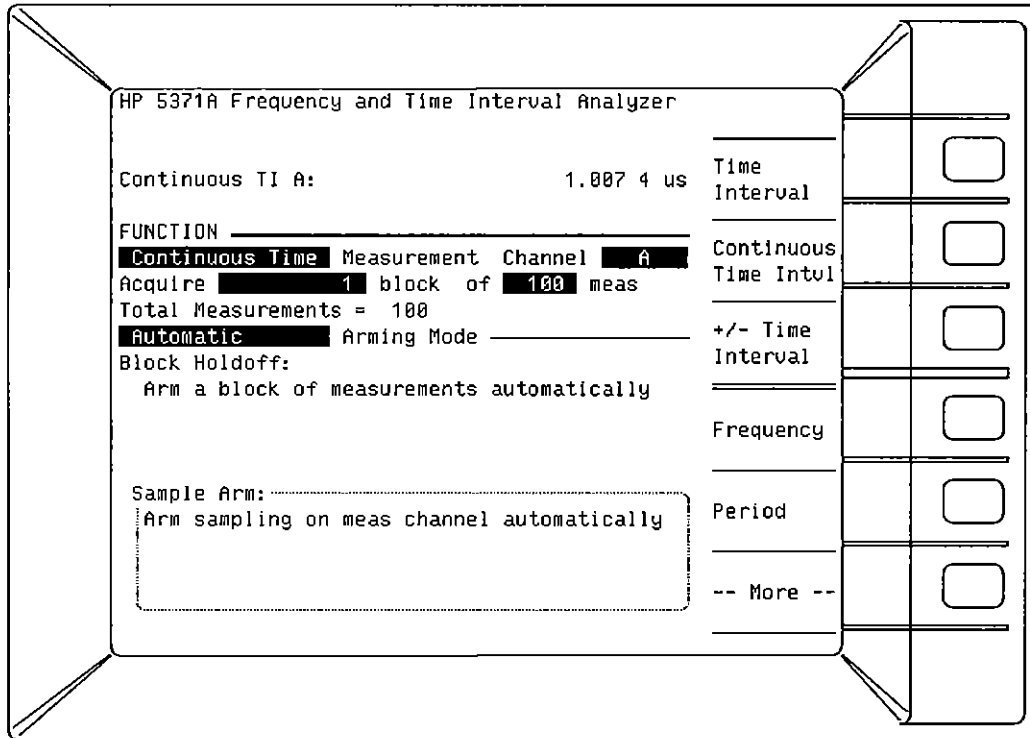 HP 5371A Frequency and Time Interval Analyzer
Continuous TI A: 1.007 4 us
FUNCTION
Continuous Time Measurement Channel A
Acquire 1 block of 100 meas
Total Measurements = 100
Automatic Arming Mode
Block Holdoff:
Arm a block of measurements automatically
Sample Arm:
Arm sampling on meas channel automatically
Time
Interval
Continuous
Time Intvl
+/- Time
Interval
Frequency
Period
-- More --